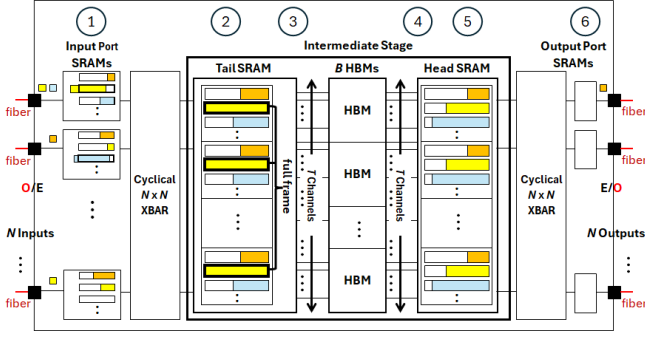 1
2
3
4
5
6
Input Port
SRAMs
Intermediate Stage
Output Port
SRAMs
Tail SRAM
B HBMs
Head SRAM
fiber
fiber
O/E
N Inputs
fiber
Cyclical
N x N
XBAR
full frame
T Channels
HBM
HBM
HBM
T Channels
Cyclical
N x N
XBAR
fiber
fiber
E/O
N Outputs
fiber